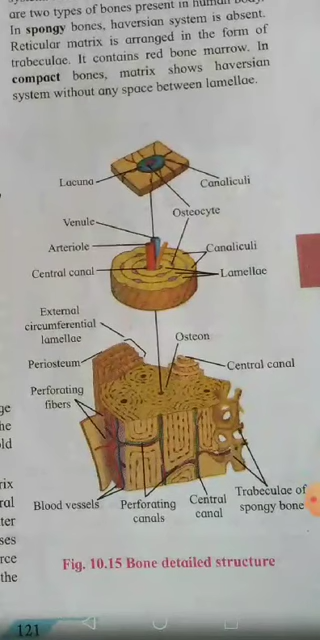 are two types of bones present in human body.
In spongy bones, haversian system is absent.
Reticular matrix is arranged in the form of
trabeculae. It contains red bone marrow. In
compact bones, matrix shows haversian
system without any space between lamellae.
Lacuna
Canaliculi
Osteocyte
Venule
Arteriole
Canaliculi
Central canal
Lamellae
External
circumferential
lamellae
Osteon
Periosteum
Central canal
Perforating
fibers
Blood vessels
Perforating
canals
Central
canal
Trabeculae of
spongy bone
Fig. 10.15 Bone detailed structure
121